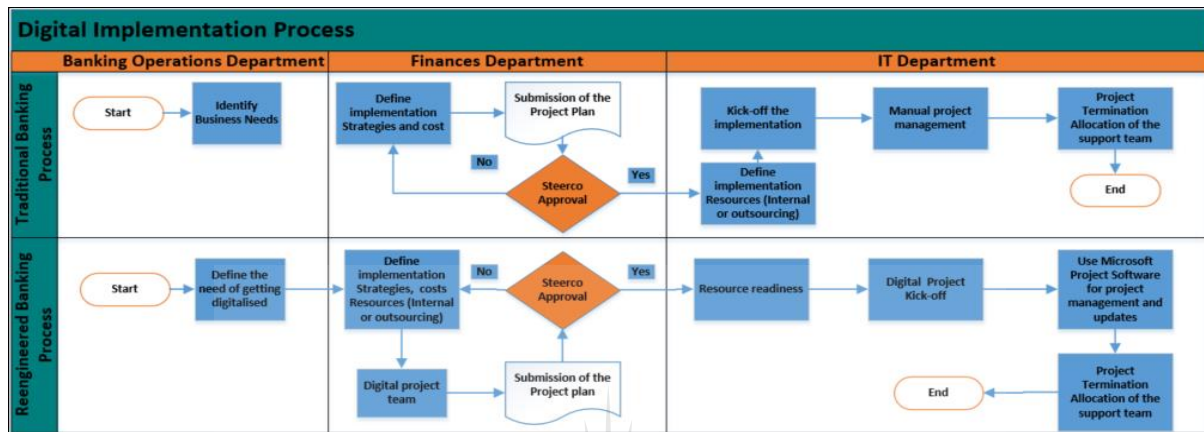 Digital Implementation Process
Banking Operations Department
Finances Department
IT Department
Traditional Banking
Process
Start
Identify
Business Needs
Define
implementation
Strategies and cost
Submission of the
Project Plan
No
Steerco
Approval
Yes
Kick-off the
implementation
Define
implementation
Resources (Internal
or outsourcing)
Manual project
management
Project
Termination
Allocation of the
support team
End
Reengineered Banking
Process
Start
Define the
need of getting
digitalised
Define
implementation
Strategies, costs
Resources (Internal
or outsourcing)
No
Steerco
Approval
Yes
Digital project
team
Submission of the
Project plan
Resource readiness
Digital Project
Kick-off
Use Microsoft
Project Software
for project
management and
updates
Project
Termination
Allocation of the
support team
End